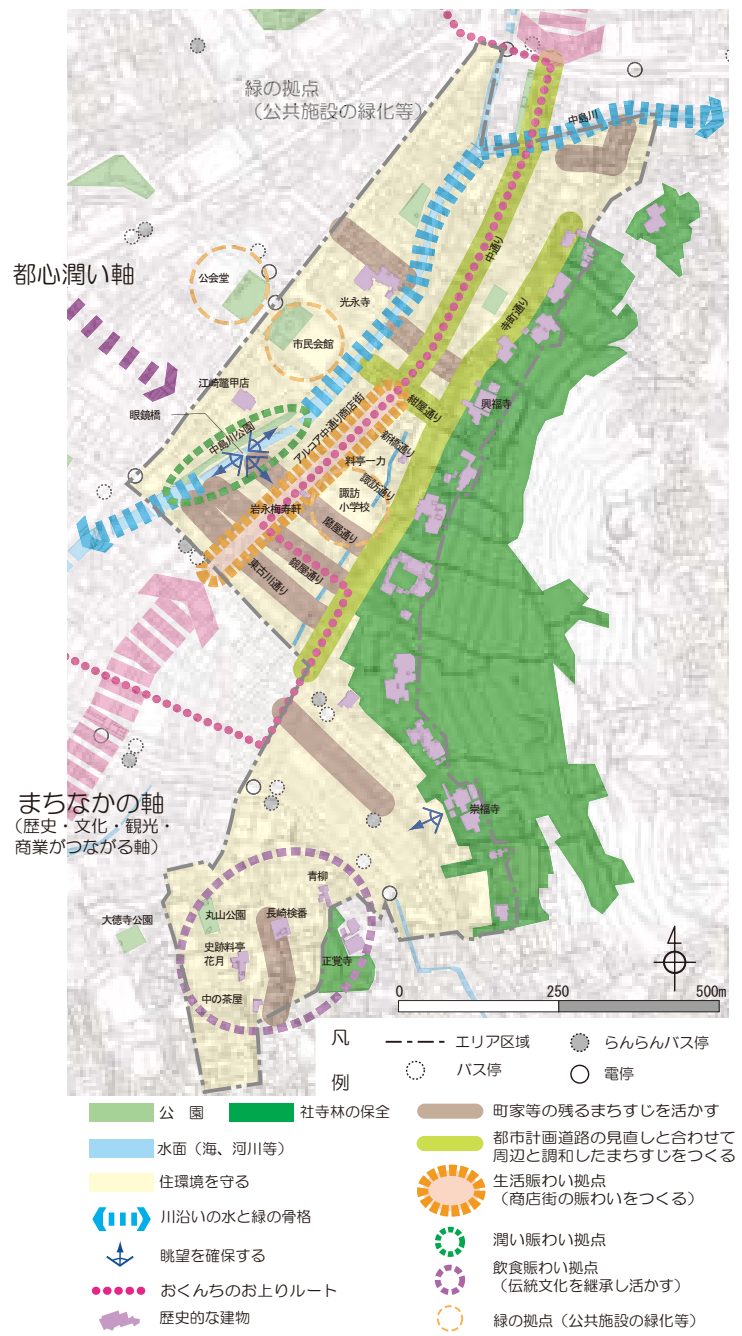 緑の拠点
（公共施設の緑化等）
中島川
都心潤い軸
公会堂
中通り
光永寺
市民会館
寺町通り
江崎鼈甲店
眼鏡橋
中島川公園
アルコア中通り商店街
紺屋通り
興福寺
新橋通り
料亭一力
諏訪通り
諏訪
小学校
岩永梅寿軒
磨屋通り
銀屋通り
東古川通り
まちなかの軸
（歴史・文化・観光・
商業がつながる軸）
崇福寺
青柳
丸山公園
長崎検番
大徳寺公園
史跡料亭
花月
正覚寺
中の茶屋
4
0 250 500m
凡
例
エリア区域
らんらんバス停
バス停
電停
公　園
社寺林の保全
町家等の残るまちすじを活かす
水面（海、河川等）
都市計画道路の見直しと合わせて
周辺と調和したまちすじをつくる
住環境を守る
生活賑わい拠点
（商店街の賑わいをつくる）
川沿いの水と緑の骨格
潤い賑わい拠点
眺望を確保する
飲食賑わい拠点
（伝統文化を継承し活かす）
おくんちのお上りルート
歴史的な建物
緑の拠点（公共施設の緑化等）